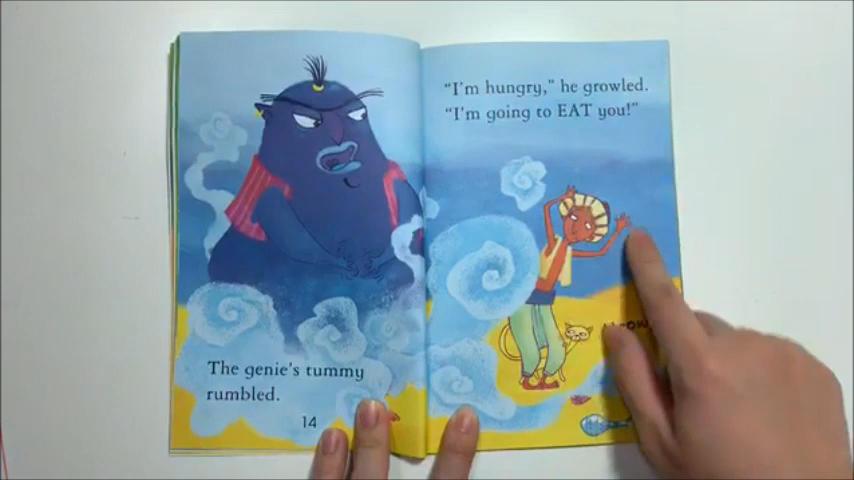 The genie's tummy
rumbled.
14
"I'm hungry," he growled.
"I'm going to EAT you!"